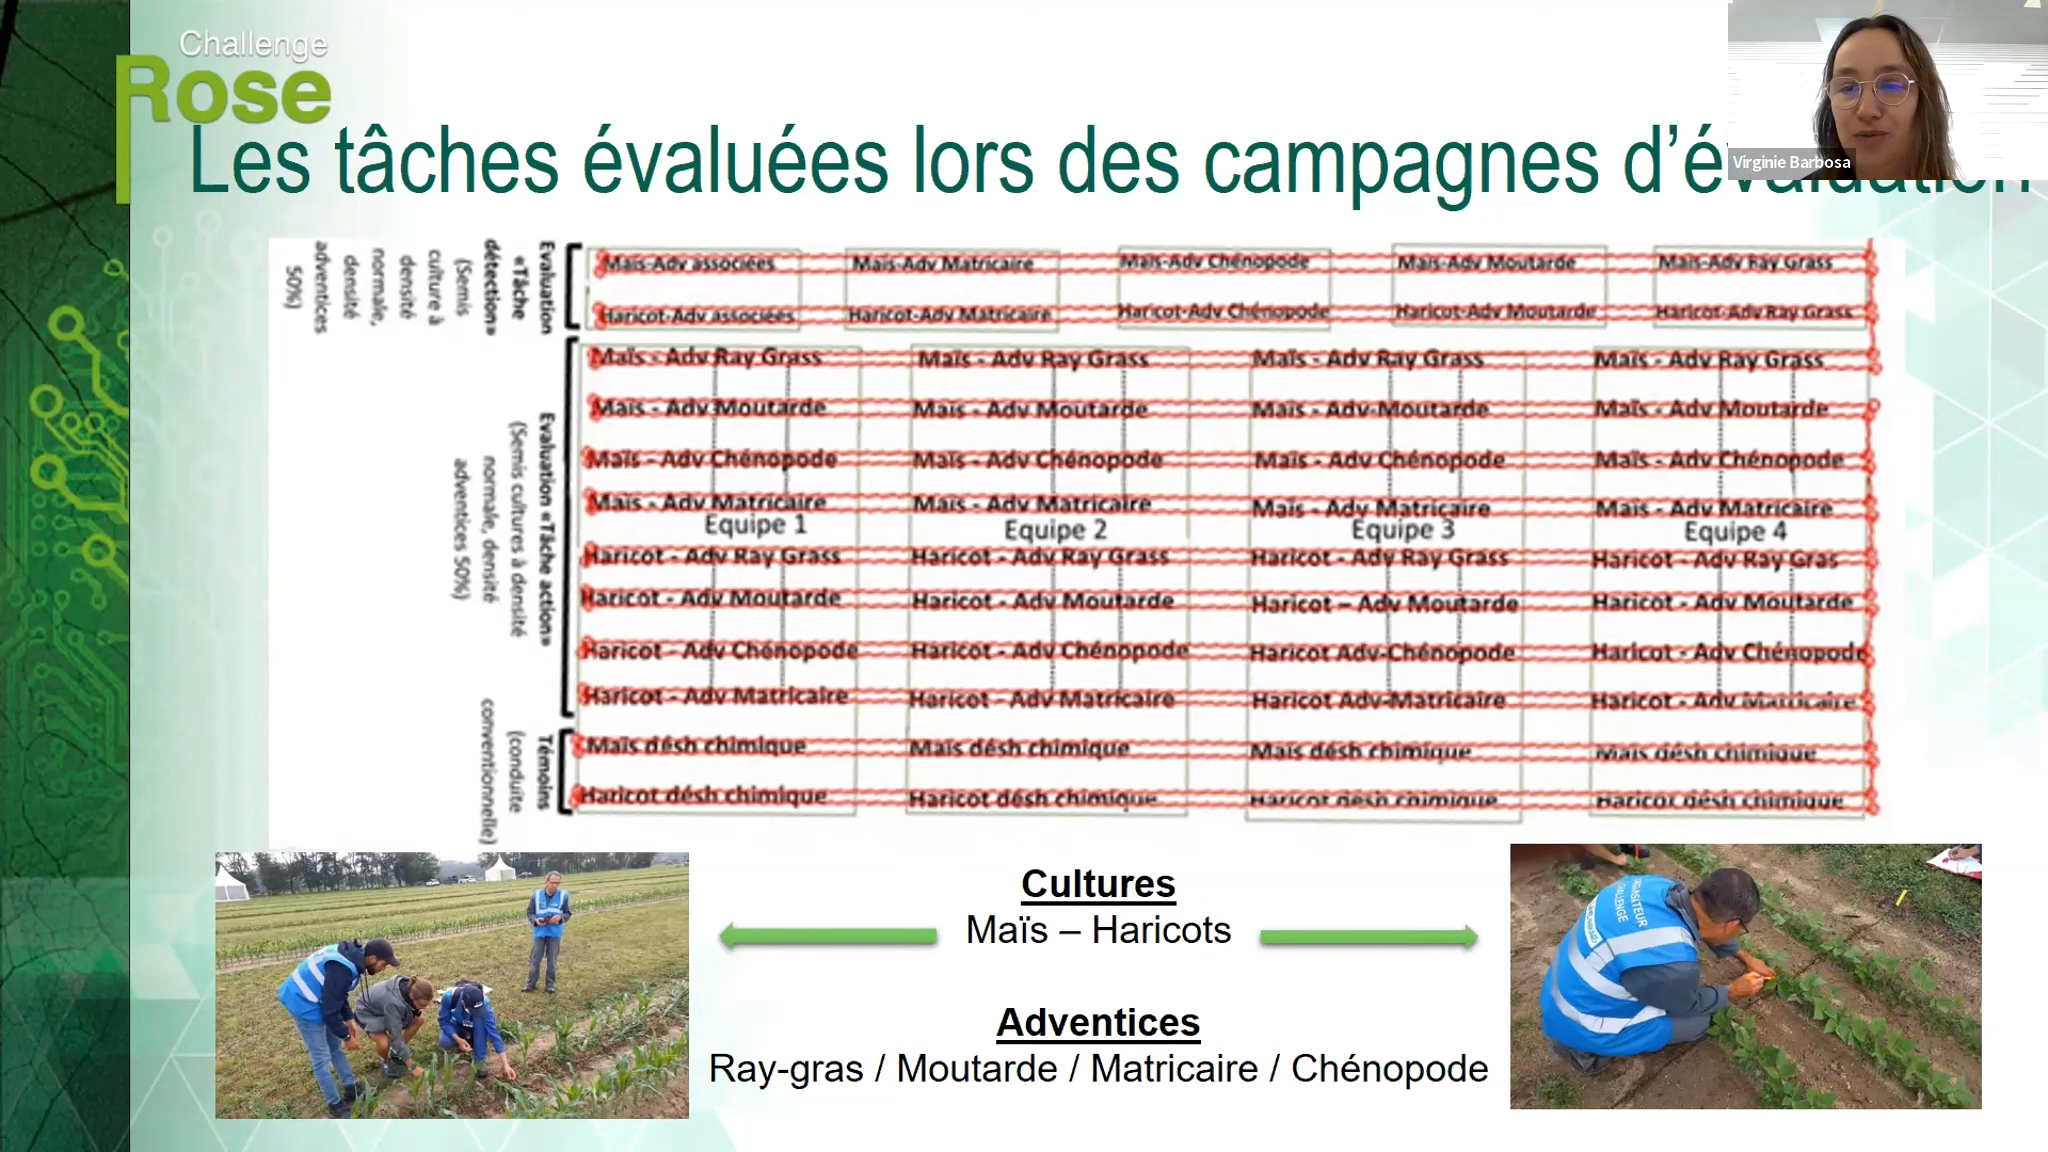 Challenge
Rose
Les tâches évaluées lors des campagnes d'évaluation
Virginie Barbosa
Evaluation
«Tâche
détection»
(Semis
culture à
densité
normale,
densité
adventices
50%)
Maïs-Adv associées Maïs-Adv Matricaire Maïs-Adv Chénopode Maïs-Adv Moutarde Maïs-Adv Ray Grass
Haricot-Adv associées Haricot-Adv Matricaire Haricot-Adv Chénopode Haricot-Adv Moutarde Haricot-Adv Ray Grass
Evaluation «Tâche action»
(Semis cultures à densité
normale, densité
adventices 50%)
Maïs - Adv Ray Grass Maïs - Adv Ray Grass Maïs - Adv Ray Grass Maïs - Adv Ray Grass
Maïs - Adv Moutarde Maïs - Adv Moutarde Maïs - Adv-Moutarde Maïs - Adv Moutarde
Maïs - Adv Chénopode Maïs - Adv Chénopode Maïs - Adv Chénopode Maïs - Adv Chénopode
Maïs - Adv Matricaire Maïs - Adv Matricaire Maïs - Adv Matricaire Maïs - Adv Matricaire
Equipe 1 Equipe 2 Equipe 3 Equipe 4
Haricot - Adv Ray Grass Haricot - Adv Ray Grass Haricot - Adv Ray Grass Haricot - Adv Ray Gras
Haricot - Adv Moutarde Haricot - Adv Moutarde Haricot – Adv Moutarde Haricot - Adv Moutarde
Haricot - Adv Chénopode Haricot - Adv Chénopode Haricot Adv-Chénopode Haricot - Adv Chénopode
Haricot - Adv Matricaire Haricot - Adv Matricaire Haricot Adv-Matricaire Haricot - Adv Matricaire
Témoins
(conduite
conventionnelle)
Maïs désh chimique Maïs désh chimique Maïs désh chimique Maïs désh chimique
Haricot désh chimique Haricot désh chimique Haricot désh chimique Haricot désh chimique
Cultures
Maïs – Haricots
Adventices
Ray-gras / Moutarde / Matricaire / Chénopode
CHALLENGE